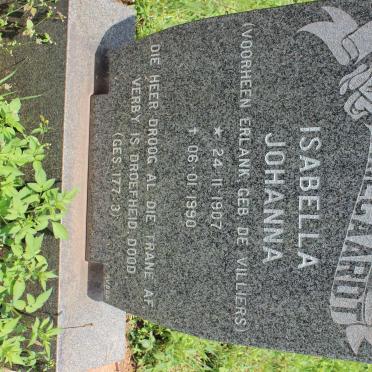 ISABELLA
JOHANNA
(VOORHEEN ERLANK GEB. DE VILLIERS)
★ 24.11.1907
✝ 06.01.1990
DIE HEER DROOG AL DIE TRANE AF
VERBY IS DROEFHEID, DOOD
(GES. 177:3)